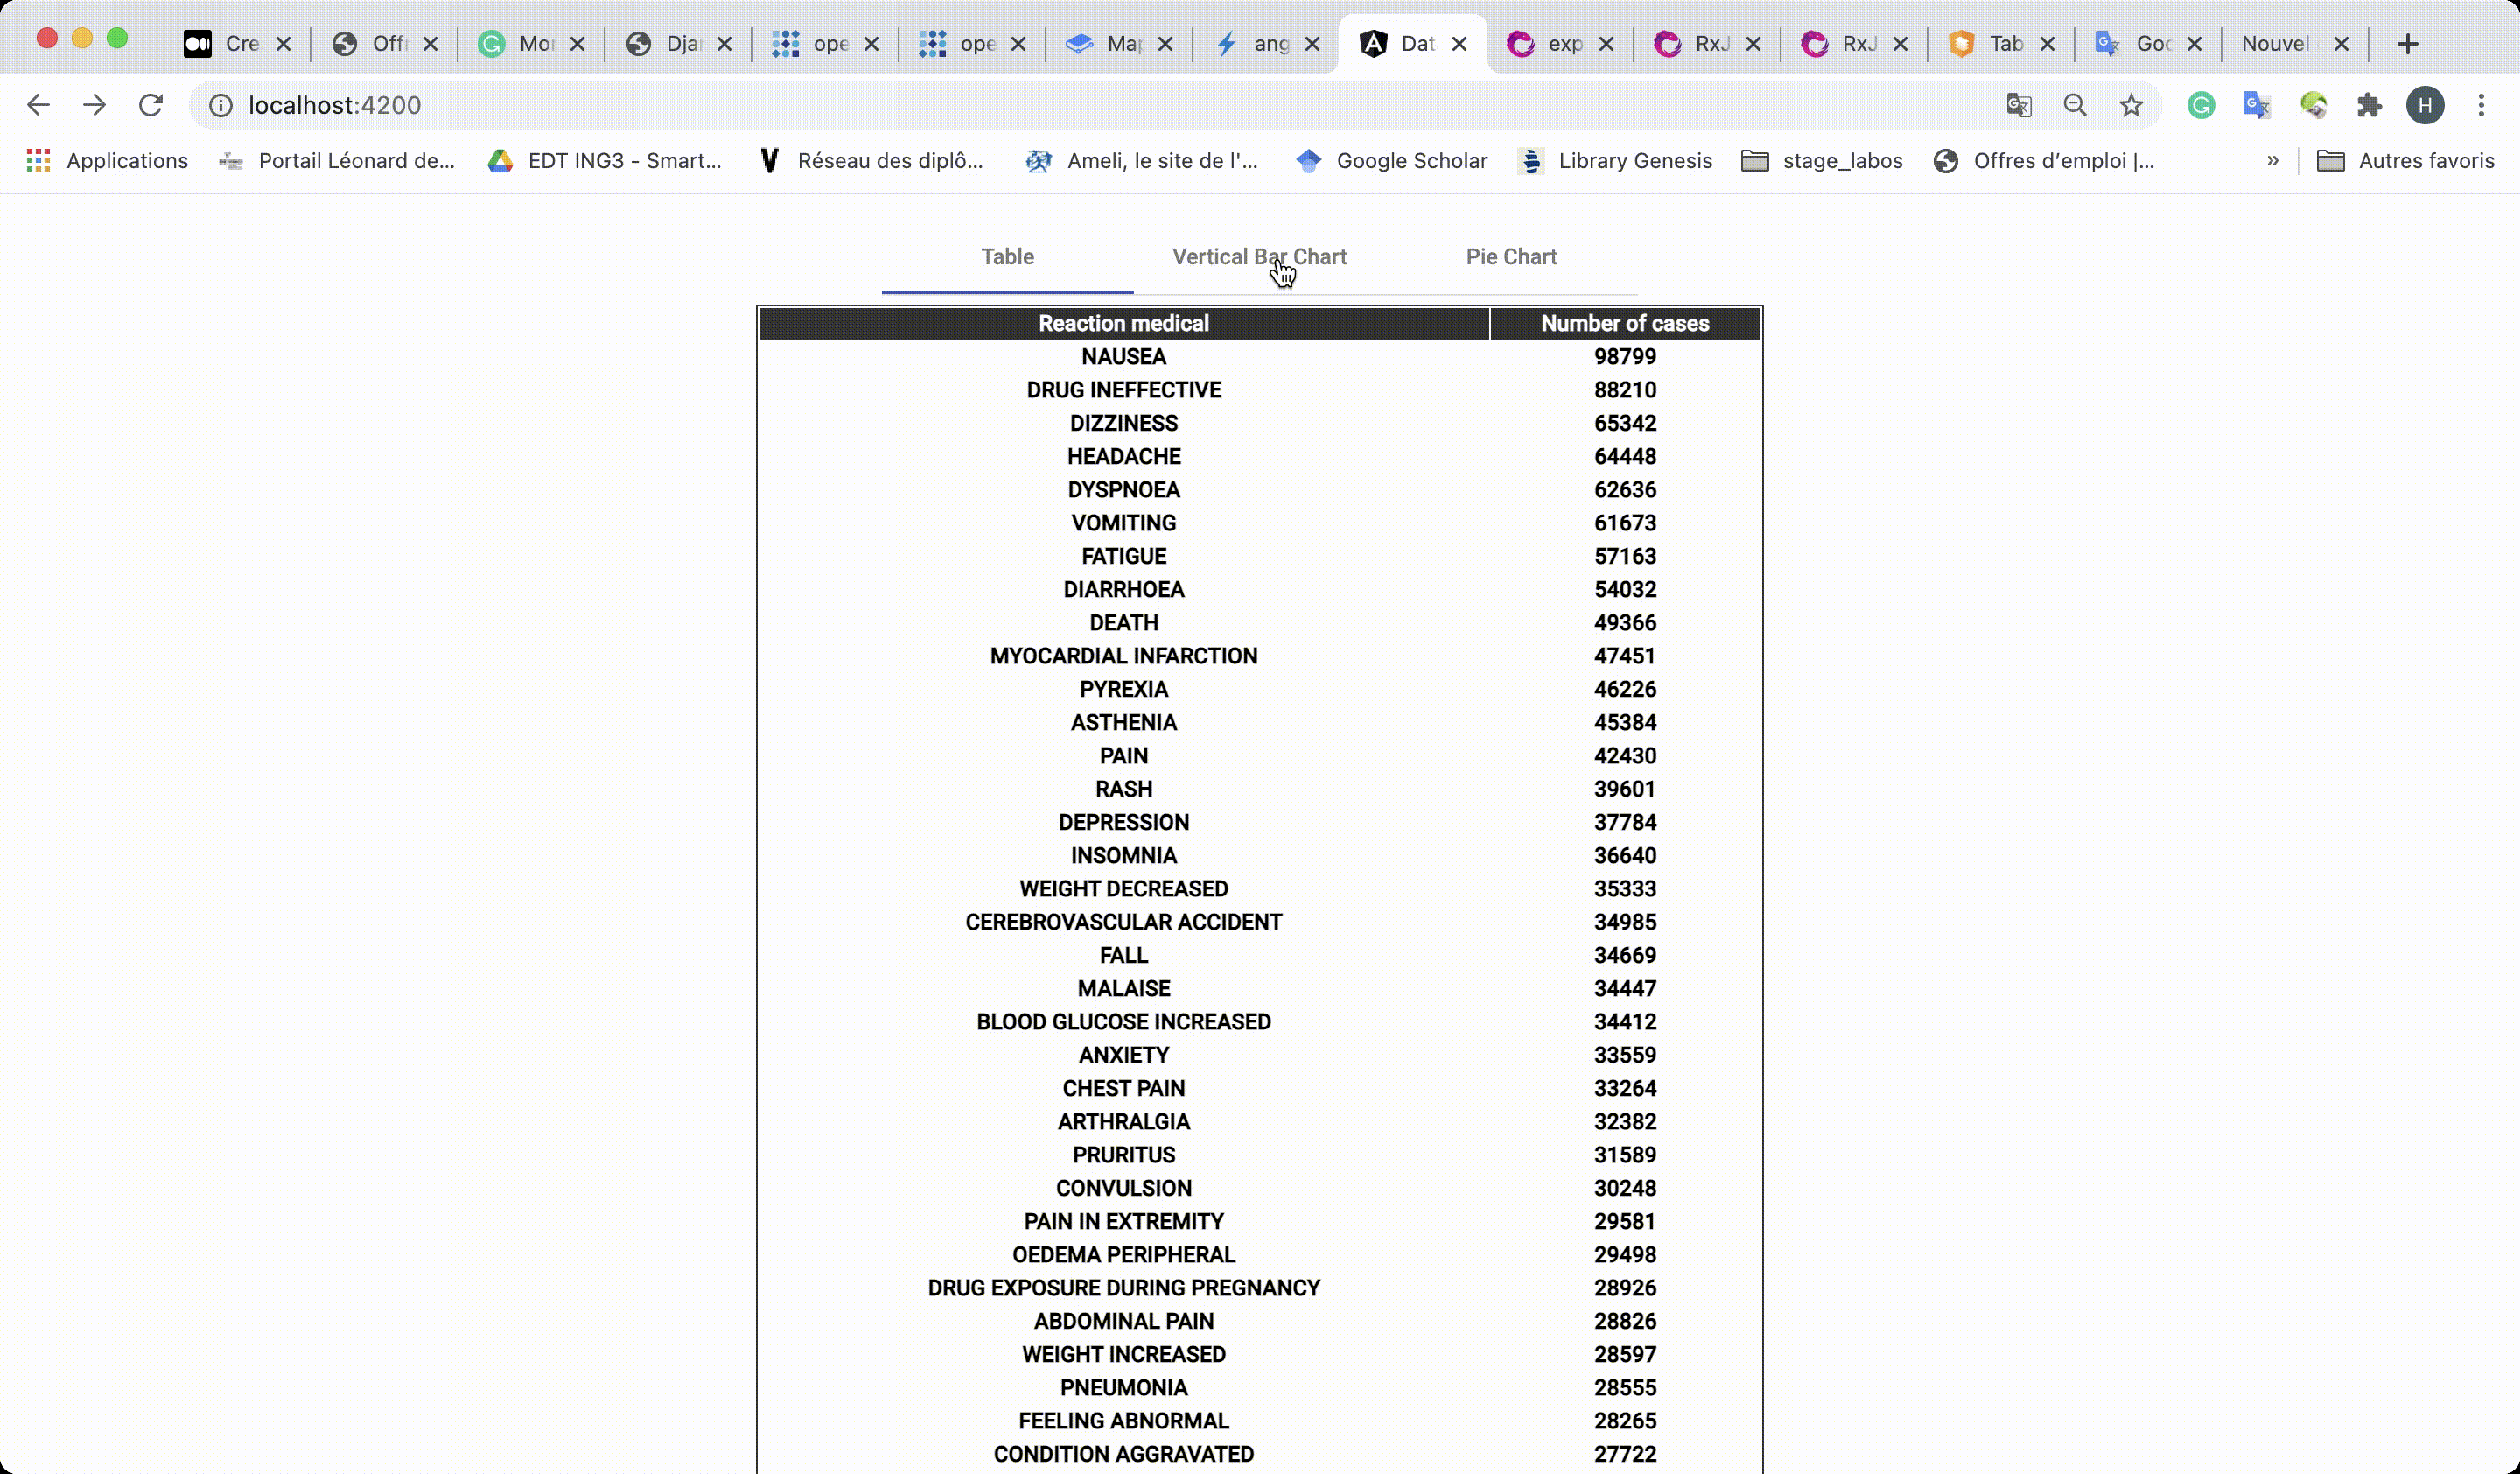 Cre Offr Mor Djan ope ope Map ang Dat exp RxJ RxJ Tab Goo Nouvel
localhost:4200 H
Applications Portail Léonard de... EDT ING3 - Smart... Réseau des diplô... Ameli, le site de l'... Google Scholar Library Genesis stage_labos Offres d'emploi |... » Autres favoris
Table Vertical Bar Chart Pie Chart
Reaction medical Number of cases
NAUSEA 98799
DRUG INEFFECTIVE 88210
DIZZINESS 65342
HEADACHE 64448
DYSPNOEA 62636
VOMITING 61673
FATIGUE 57163
DIARRHOEA 54032
DEATH 49366
MYOCARDIAL INFARCTION 47451
PYREXIA 46226
ASTHENIA 45384
PAIN 42430
RASH 39601
DEPRESSION 37784
INSOMNIA 36640
WEIGHT DECREASED 35333
CEREBROVASCULAR ACCIDENT 34985
FALL 34669
MALAISE 34447
BLOOD GLUCOSE INCREASED 34412
ANXIETY 33559
CHEST PAIN 33264
ARTHRALGIA 32382
PRURITUS 31589
CONVULSION 30248
PAIN IN EXTREMITY 29581
OEDEMA PERIPHERAL 29498
DRUG EXPOSURE DURING PREGNANCY 28926
ABDOMINAL PAIN 28826
WEIGHT INCREASED 28597
PNEUMONIA 28555
FEELING ABNORMAL 28265
CONDITION AGGRAVATED 27722